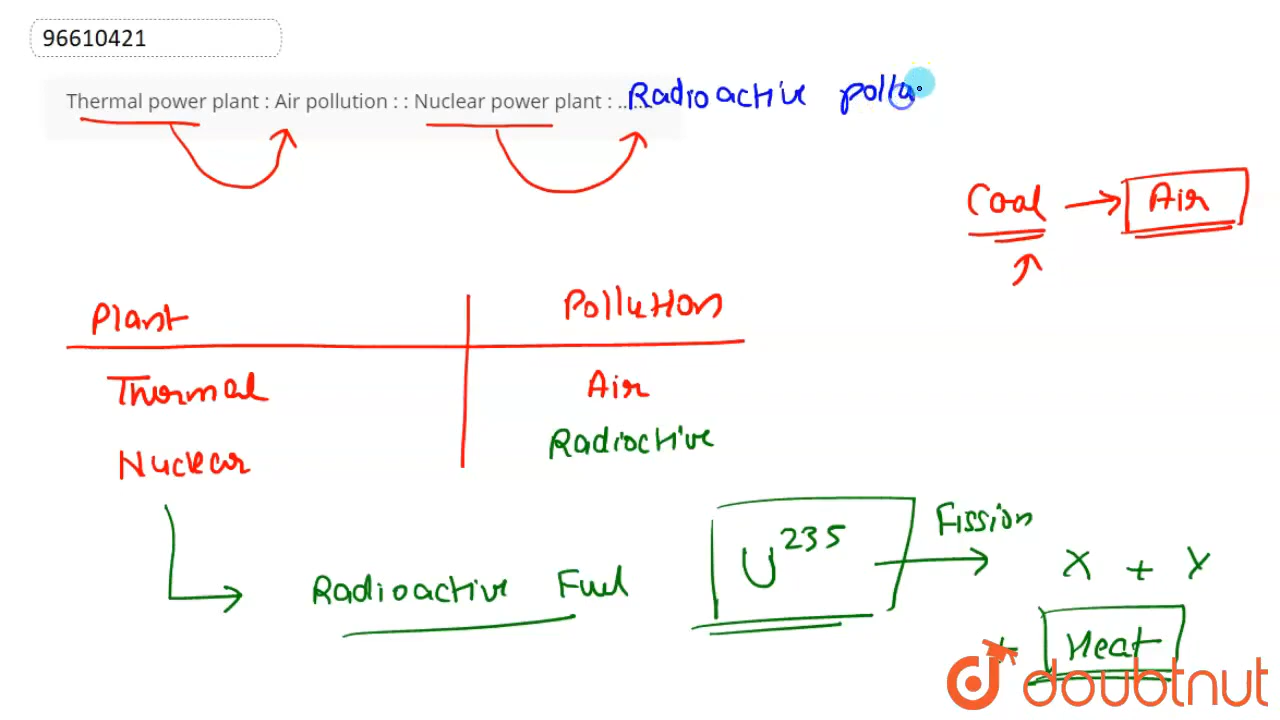 96610421
Thermal power plant : Air pollution : : Nuclear power plant : .. Radioactive pollu
Coal → Air
Plant Pollution
Thermal Air
Nuclear Radioctive
Radioactive Fuel
U²³⁵ Fission → X + Y
+ Heat
doubtnut